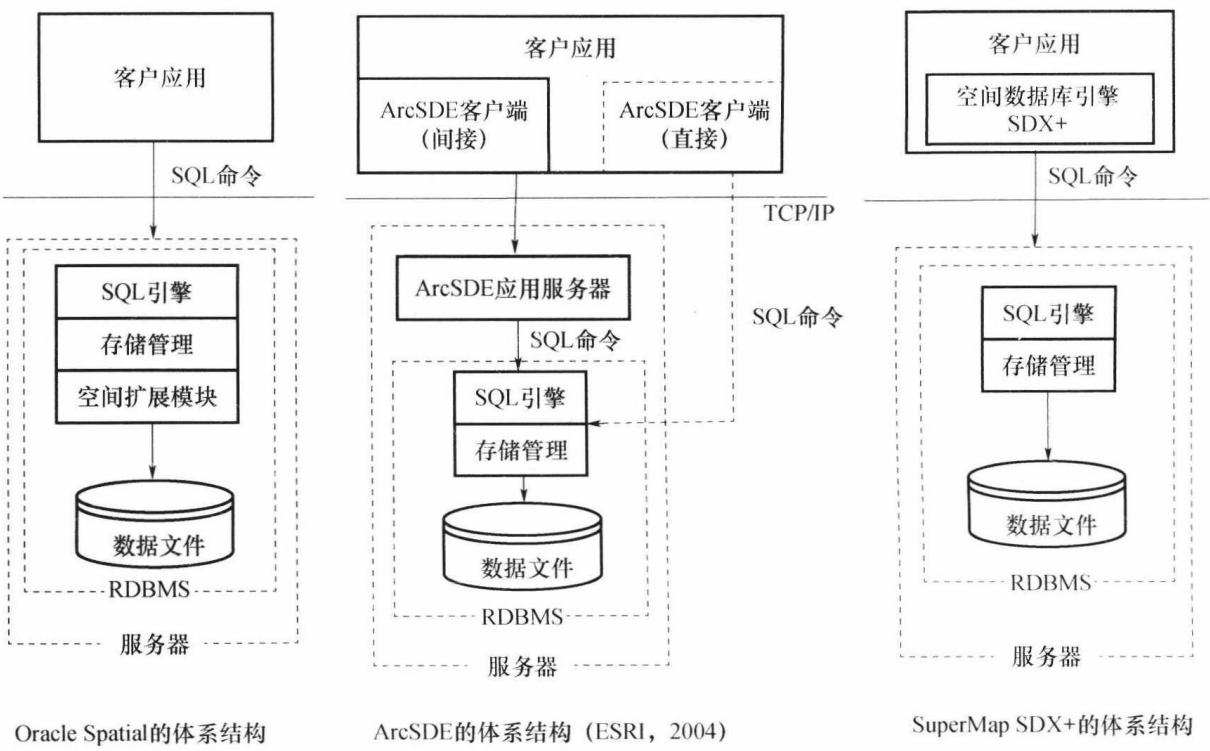 客户应用
SQL命令
SQL引擎
存储管理
空间扩展模块
数据文件
RDBMS
服务器
Oracle Spatial的体系结构
客户应用
ArcSDE客户端
(间接)
ArcSDE客户端
(直接)
TCP/IP
ArcSDE应用服务器
SQL命令
SQL命令
SQL引擎
存储管理
数据文件
RDBMS
服务器
ArcSDE的体系结构（ESRI，2004）
客户应用
空间数据库引擎
SDX+
SQL命令
SQL引擎
存储管理
数据文件
RDBMS
服务器
SuperMap SDX+的体系结构